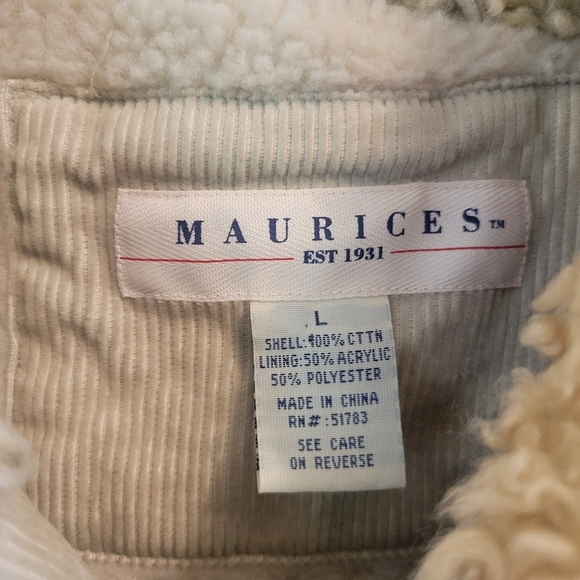 MAURICES™
EST 1931
L
SHELL:100% CTTN
LINING:50% ACRYLIC
50% POLYESTER
MADE IN CHINA
RN#:51783
SEE CARE
ON REVERSE